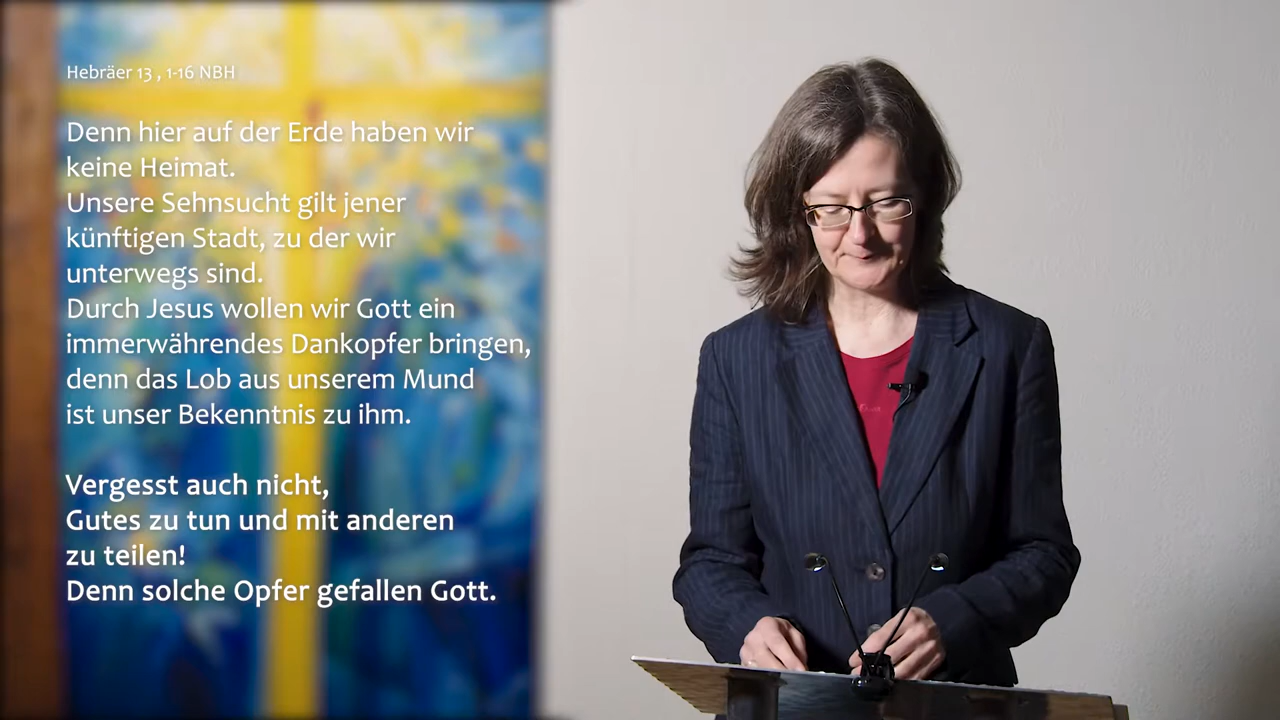 Hebräer 13 , 1-16 NBH
Denn hier auf der Erde haben wir
keine Heimat.
Unsere Sehnsucht gilt jener
künftigen Stadt, zu der wir
unterwegs sind.
Durch Jesus wollen wir Gott ein
immerwährendes Dankopfer bringen,
denn das Lob aus unserem Mund
ist unser Bekenntnis zu ihm.
Vergesst auch nicht,
Gutes zu tun und mit anderen
zu teilen!
Denn solche Opfer gefallen Gott.